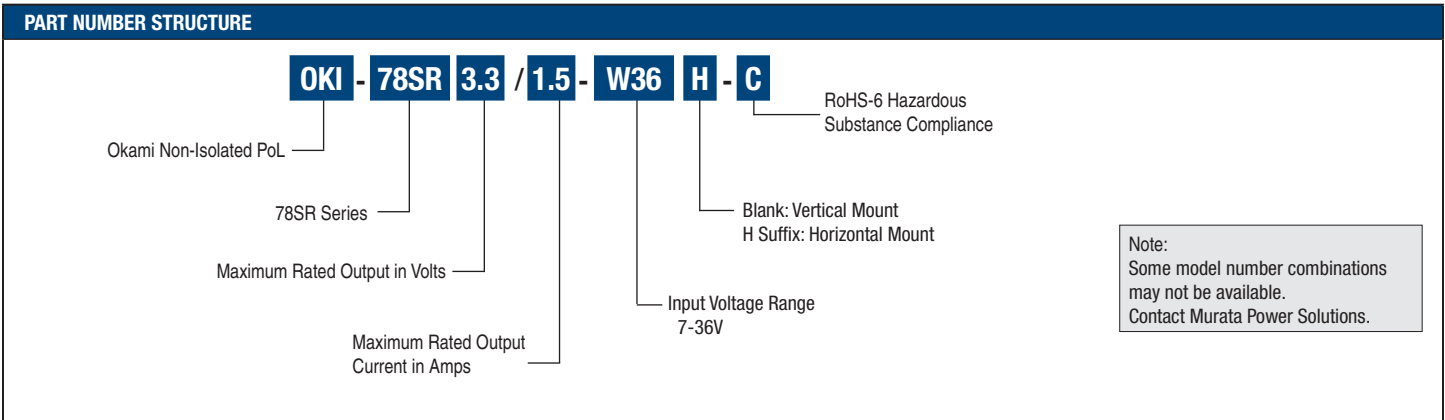 PART NUMBER STRUCTURE
OKI - 78SR 3.3 / 1.5 - W36 H - C
RoHS-6 Hazardous
Substance Compliance
Okami Non-Isolated PoL
78SR Series
Blank: Vertical Mount
H Suffix: Horizontal Mount
Maximum Rated Output in Volts
Input Voltage Range
7-36V
Maximum Rated Output
Current in Amps
Note:
Some model number combinations
may not be available.
Contact Murata Power Solutions.